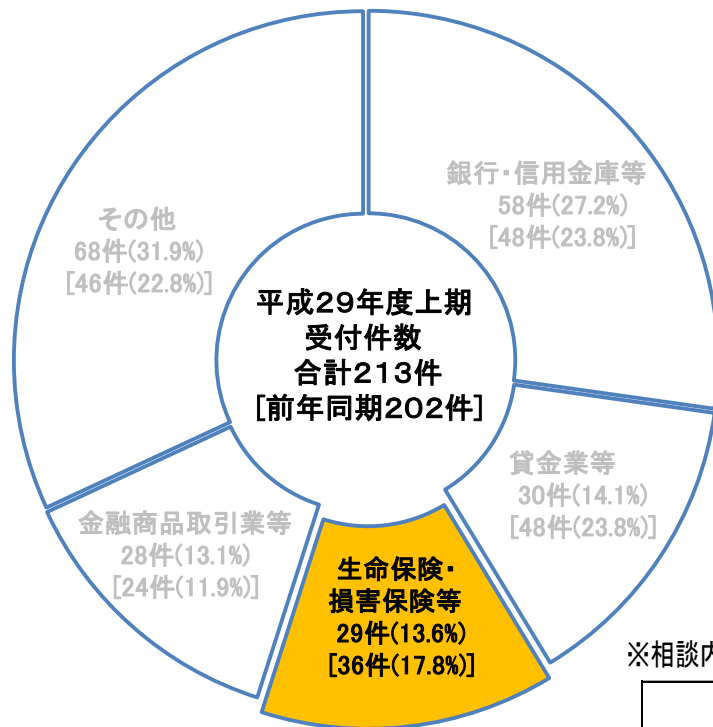 銀行・信用金庫等
58件(27.2%)
[48件(23.8%)]
その他
68件(31.9%)
[46件(22.8%)]
平成29年度上期
受付件数
合計213件
[前年同期202件]
貸金業等
30件(14.1%)
[48件(23.8%)]
金融商品取引業等
28件(13.1%)
[24件(11.9%)]
生命保険・
損害保険等
29件(13.6%)
[36件(17.8%)]
※相談内